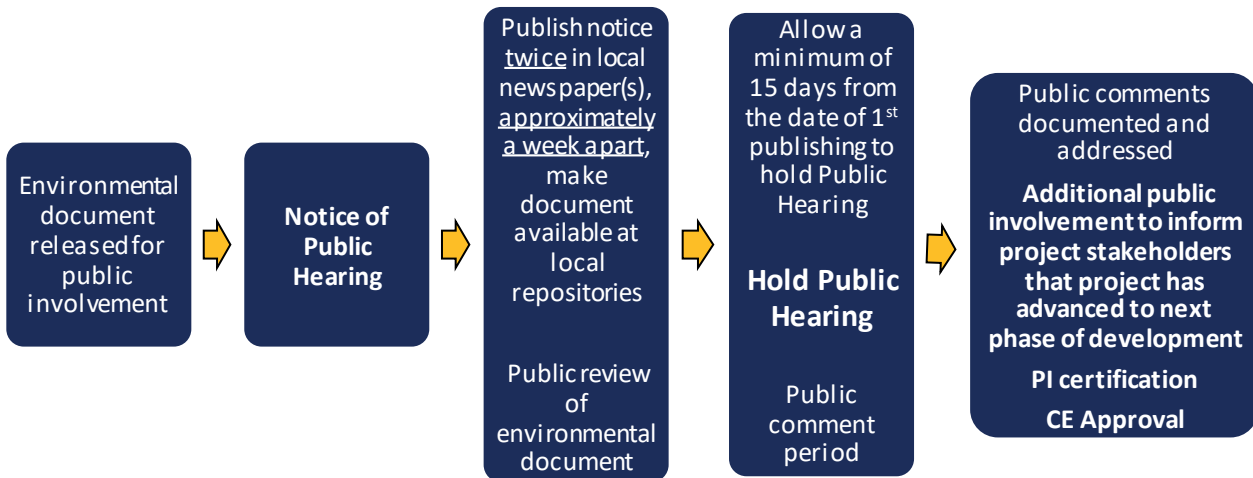 Environmental
document
released for
public
involvement
Notice of
Public
Hearing
Publish notice
twice in local
news paper(s),
approximately
a week apart,
make
document
available at
local
repositories
Public review
of
environmental
document
Allow a
minimum of
15 days from
the date of 1st
publishing to
hold Public
Hearing
Hold Public
Hearing
Public
comment
period
Public comments
documented and
addressed
Additional public
involvement to inform
project stakeholders
that project has
advanced to next
phase of development
PI certification
CE Approval